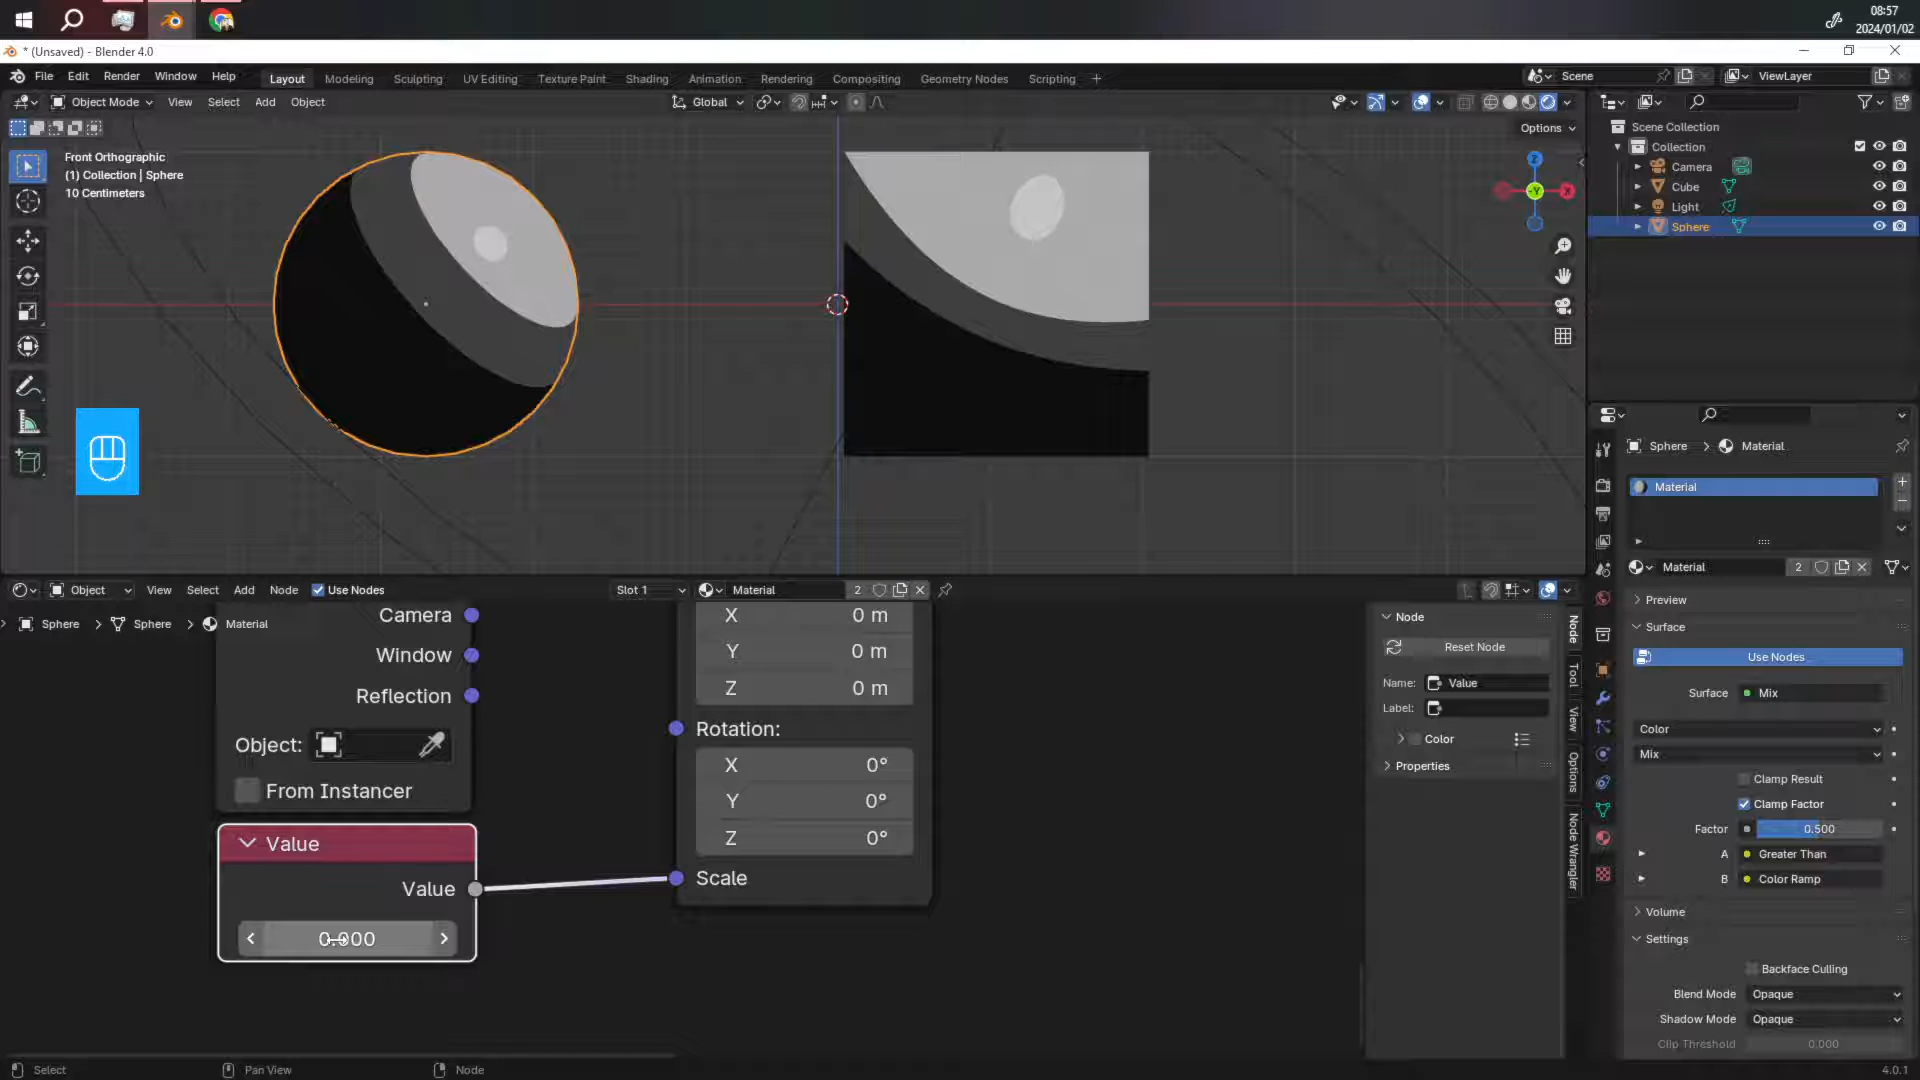 08:57
2024/01/02
* (Unsaved) - Blender 4.0
File Edit Render Window Help
Layout Modeling Sculpting UV Editing Texture Paint Shading Animation Rendering Compositing Geometry Nodes Scripting +
Scene
ViewLayer
Object Mode View Select Add Object
Global
Options
Front Orthographic
(1) Collection | Sphere
10 Centimeters
Z
X
-Y
Scene Collection
Collection
Camera
Cube
Light
Sphere
Sphere > Material
Material
Material 2
Preview
Surface
Use Nodes
Surface Mix
Color
Mix
Clamp Result
Clamp Factor
Factor 0.500
A Greater Than
B Color Ramp
Volume
Settings
Backface Culling
Blend Mode Opaque
Shadow Mode Opaque
Clip Threshold 0.000
Object View Select Add Node Use Nodes
Slot 1
Material 2
Sphere > Sphere > Material
Camera
Window
Reflection
Object:
From Instancer
Value
Value
0.000
X 0 m
Y 0 m
Z 0 m
Rotation:
X 0°
Y 0°
Z 0°
Scale
Node
Reset Node
Name: Value
Label:
Color
Properties
Node
Tool
View
Options
Node Wrangler
Select
Pan View
Node
4.0.1